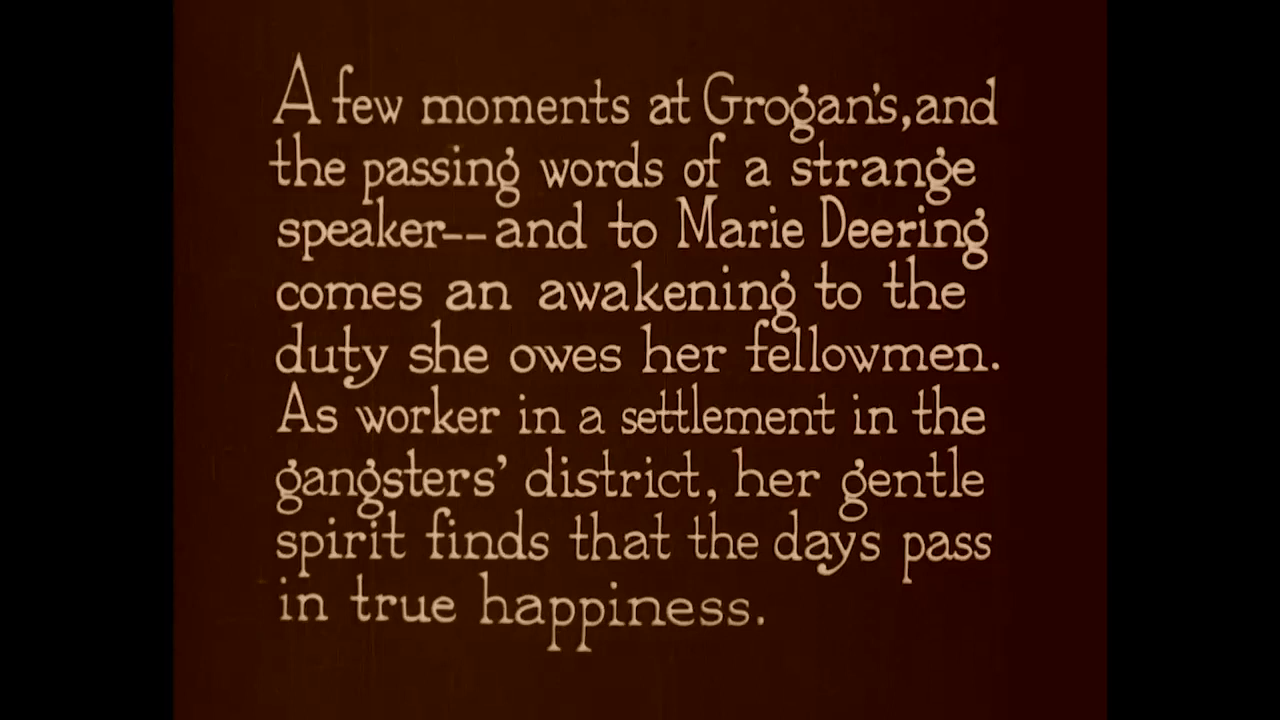 A few moments at Grogan's, and
the passing words of a strange
speaker--and to Marie Deering
comes an awakening to the
duty she owes her fellowmen.
As worker in a settlement in the
gangsters' district, her gentle
spirit finds that the days pass
in true happiness.